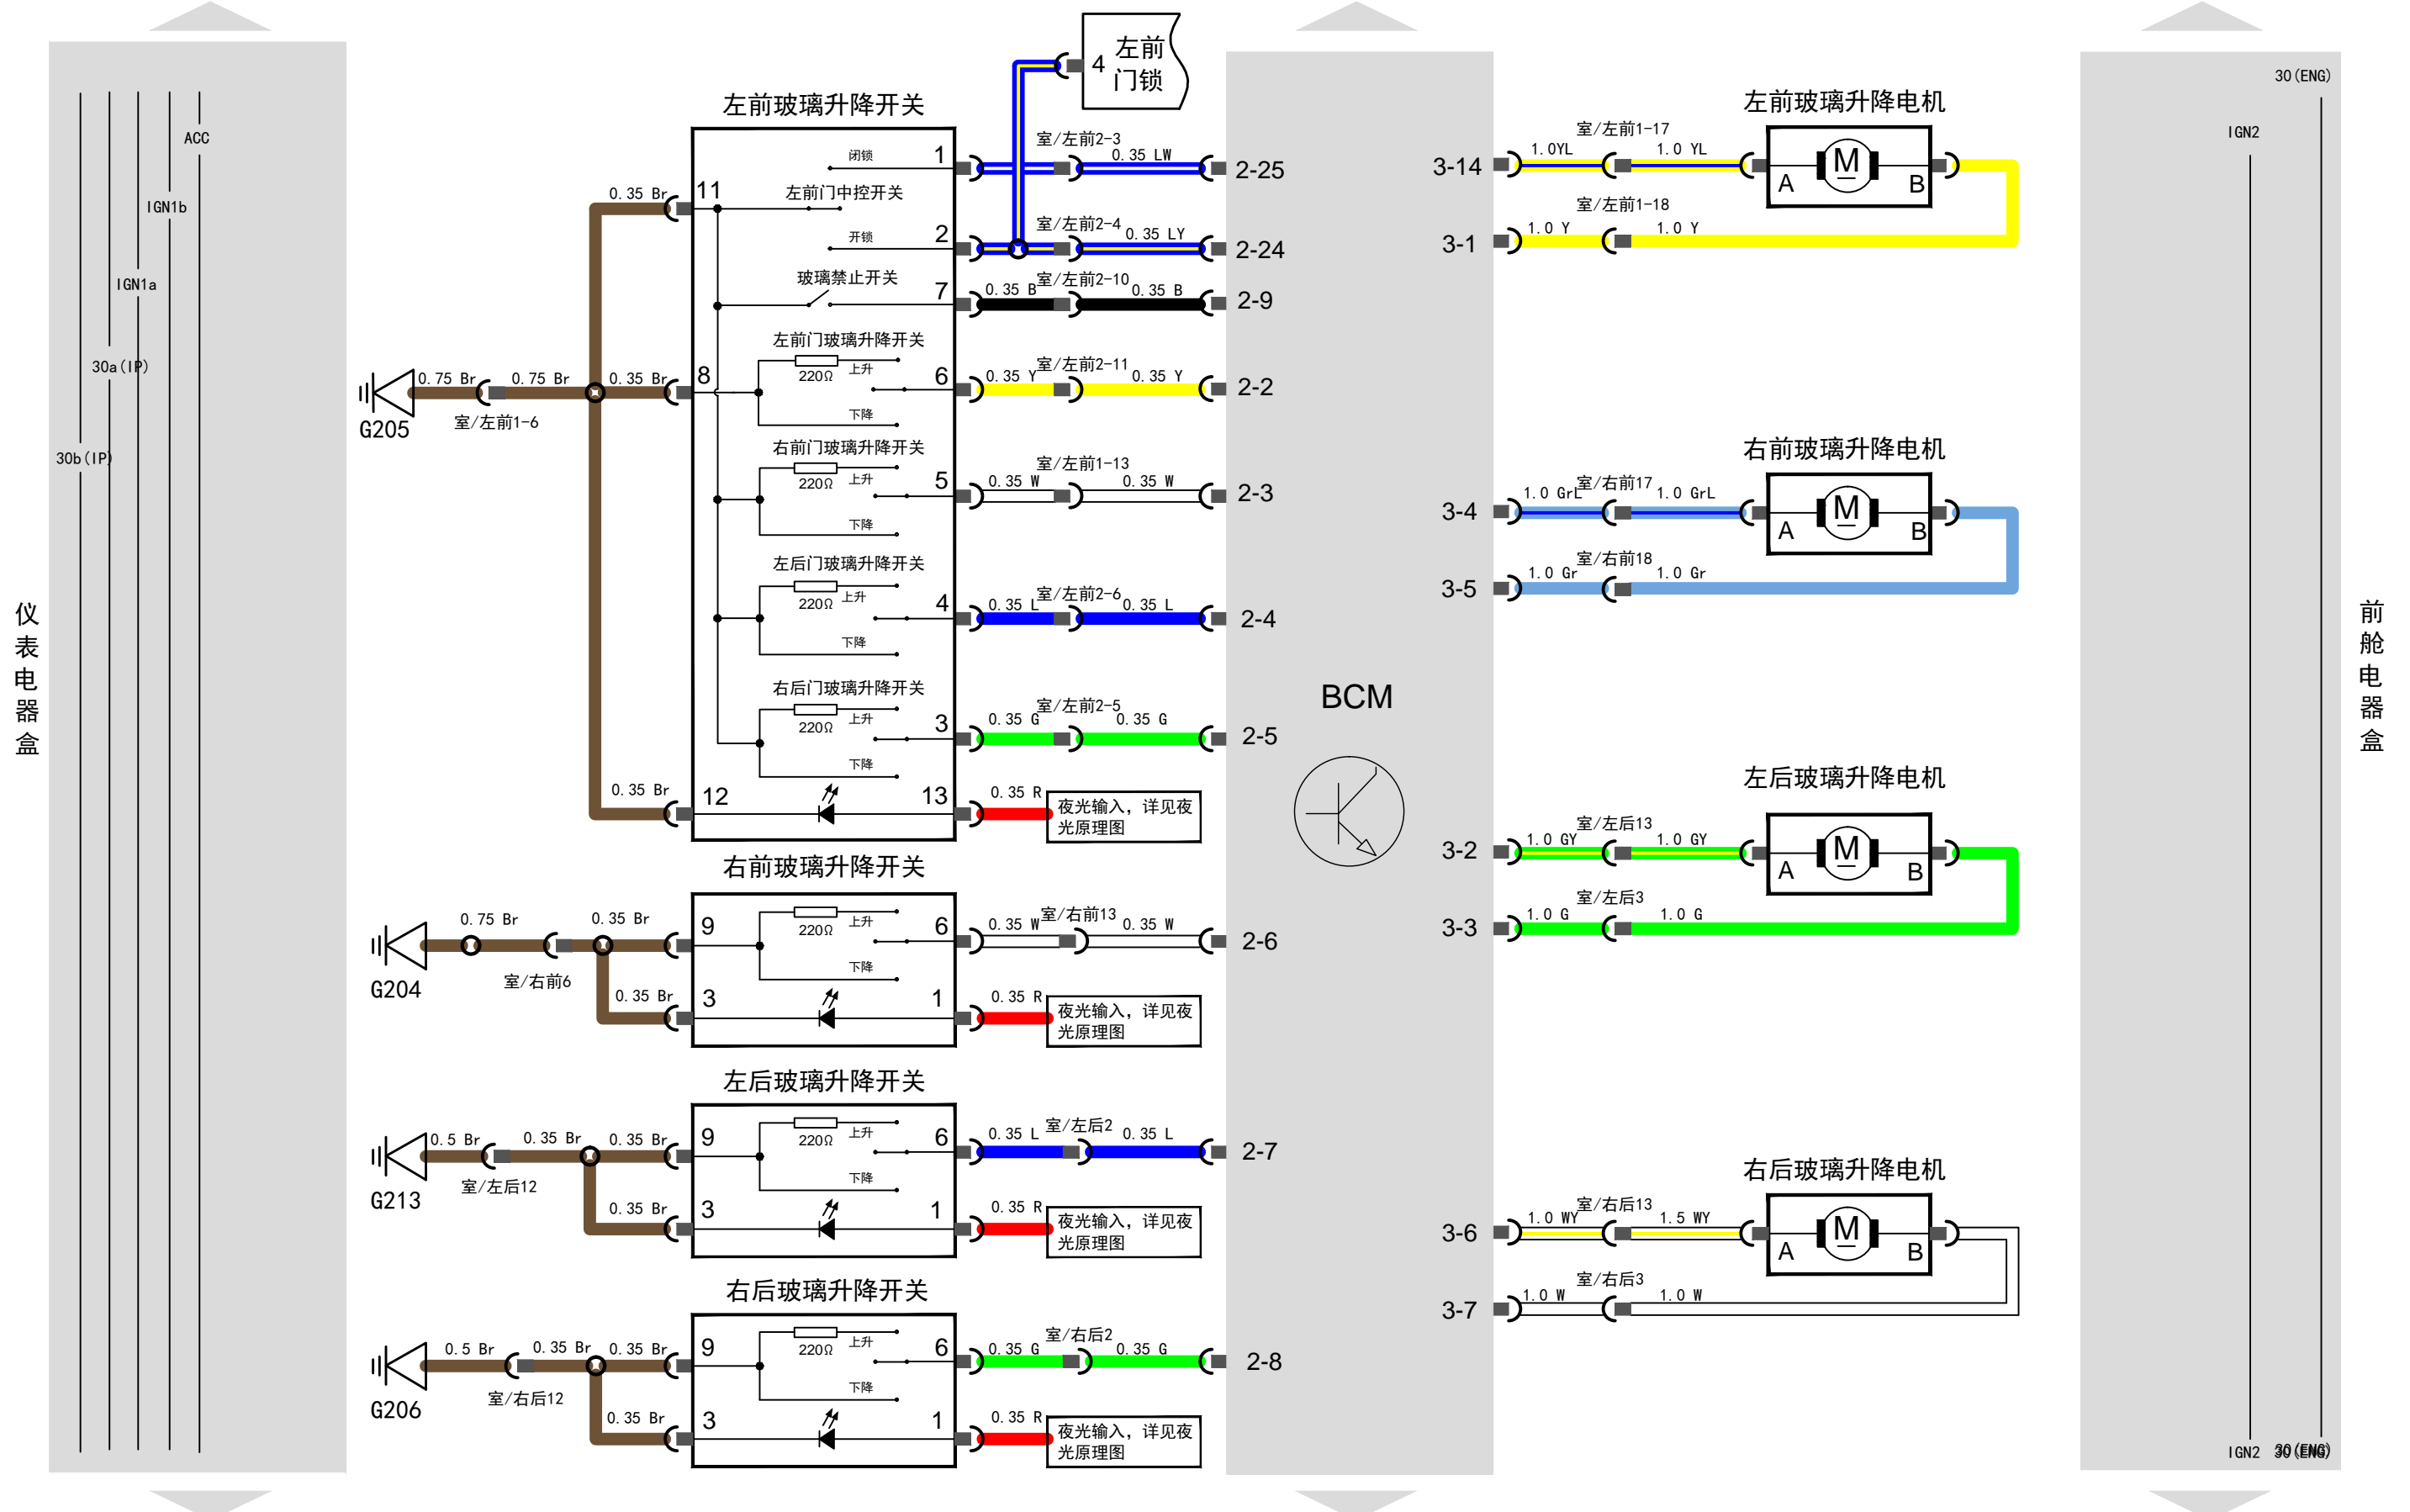 仪表电器盒
ACC
IGN1b
IGN1a
30a(IP)
30b(IP)
左前玻璃升降开关
4
左前
门锁
0.35 Br
11
闭锁
1
室/左前2-3
0.35 LW
2-25
左前门中控开关
开锁
2
室/左前2-4
0.35 LY
2-24
玻璃禁止开关
7
0.35 B
室/左前2-10
0.35 B
2-9
G205
0.75 Br
室/左前1-6
0.75 Br
0.35 Br
8
左前门玻璃升降开关
220Ω
上升
下降
6
0.35 Y
室/左前2-11
0.35 Y
2-2
右前门玻璃升降开关
220Ω
上升
下降
5
0.35 W
室/左前1-13
0.35 W
2-3
左后门玻璃升降开关
220Ω
上升
下降
4
0.35 L
室/左前2-6
0.35 L
2-4
右后门玻璃升降开关
220Ω
上升
下降
3
0.35 G
室/左前2-5
0.35 G
2-5
0.35 Br
12
13
0.35 R
夜光输入，详见夜
光原理图
右前玻璃升降开关
G204
0.75 Br
室/右前6
0.35 Br
9
220Ω
上升
下降
6
0.35 W
室/右前13
0.35 W
2-6
0.35 Br
3
1
0.35 R
夜光输入，详见夜
光原理图
左后玻璃升降开关
G213
0.5 Br
室/左后12
0.35 Br
0.35 Br
9
220Ω
上升
下降
6
0.35 L
室/左后2
0.35 L
2-7
0.35 Br
3
1
0.35 R
夜光输入，详见夜
光原理图
右后玻璃升降开关
G206
0.5 Br
室/右后12
0.35 Br
0.35 Br
9
220Ω
上升
下降
6
0.35 G
室/右后2
0.35 G
2-8
0.35 Br
3
1
0.35 R
夜光输入，详见夜
光原理图
BCM
左前玻璃升降电机
3-14
1.0YL
室/左前1-17
1.0 YL
A
M
B
3-1
1.0 Y
室/左前1-18
1.0 Y
右前玻璃升降电机
3-4
1.0 GrL
室/右前17
1.0 GrL
A
M
B
3-5
1.0 Gr
室/右前18
1.0 Gr
左后玻璃升降电机
3-2
1.0 GY
室/左后13
1.0 GY
A
M
B
3-3
1.0 G
室/左后3
1.0 G
右后玻璃升降电机
3-6
1.0 WY
室/右后13
1.5 WY
A
M
B
3-7
1.0 W
室/右后3
1.0 W
30(ENG)
IGN2
IGN2
30(ENG)
前舱电器盒